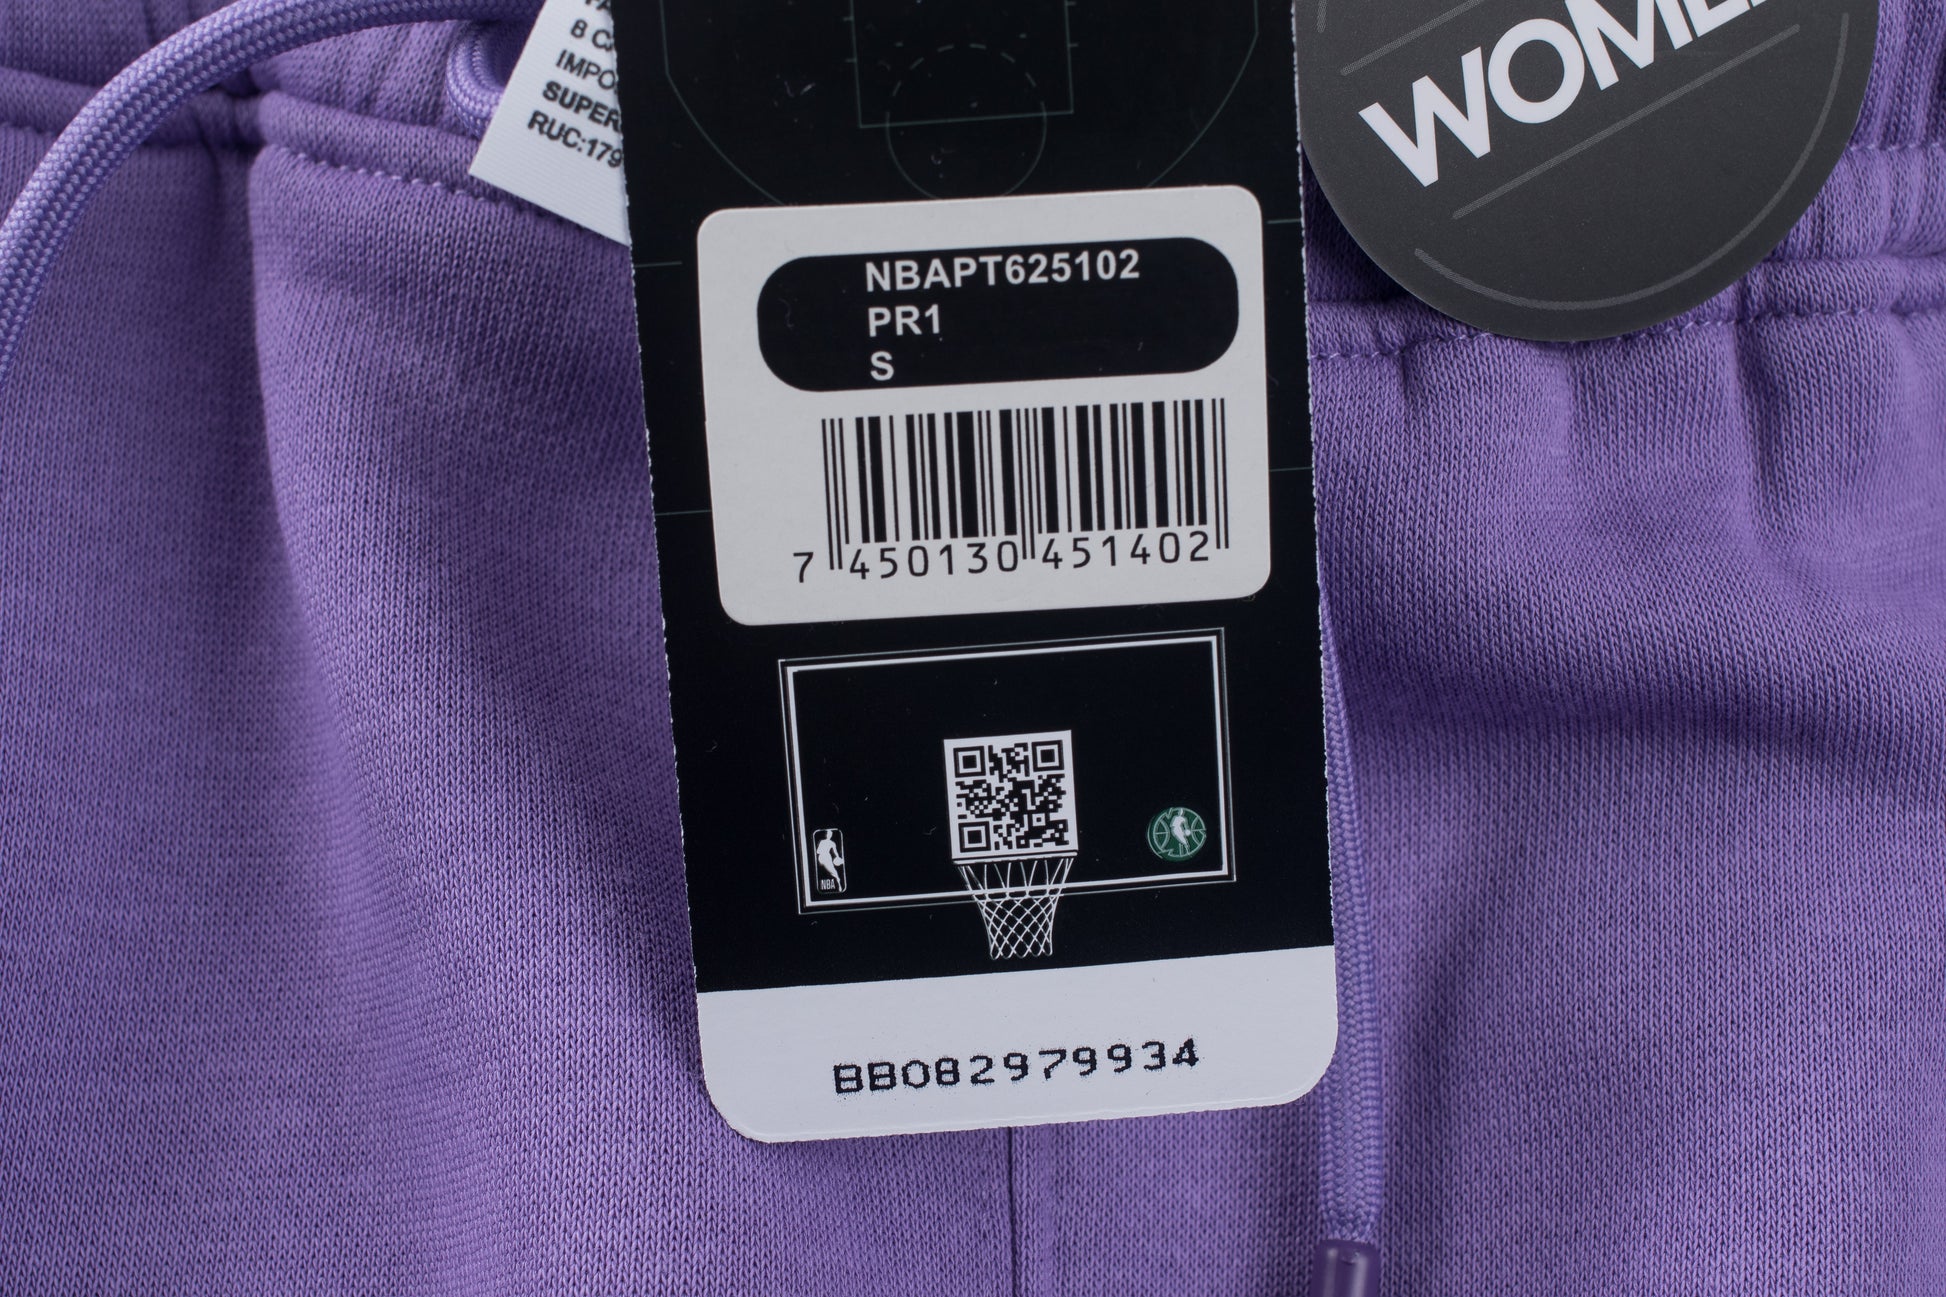 8
IMPO
SUPER
RUC:179
WOME
NBAPT625102
PR1
S
7 450130 451402
NBA
BB082979934